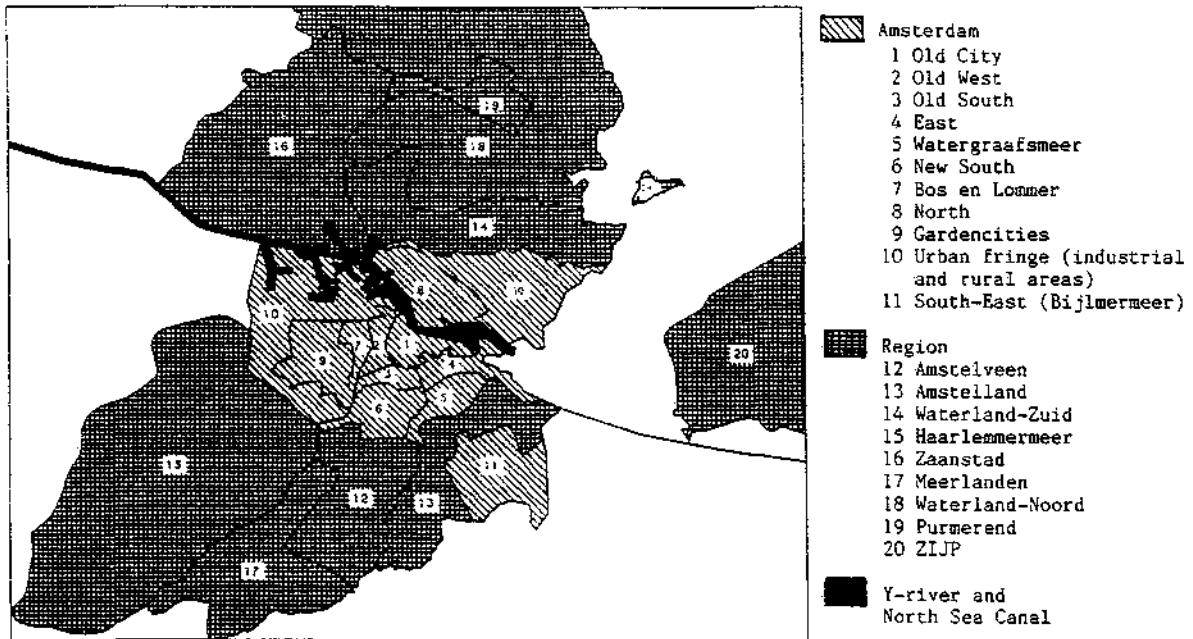 Amsterdam
1 Old City
2 Old West
3 Old South
4 East
5 Watergraafsmeer
6 New South
7 Bos en Lommer
8 North
9 Gardencities
10 Urban fringe (industrial
and rural areas)
11 South-East (Bijlmermeer)
Region
12 Amstelveen
13 Amstelland
14 Waterland-Zuid
15 Haarlemmermeer
16 Zaanstad
17 Meerlanden
18 Waterland-Noord
19 Purmerend
20 ZIJP
Y-river and
North Sea Canal
19
16
18
14
8
10
10
7
2
1
20
9
3
4
6
5
15
11
12
13
17